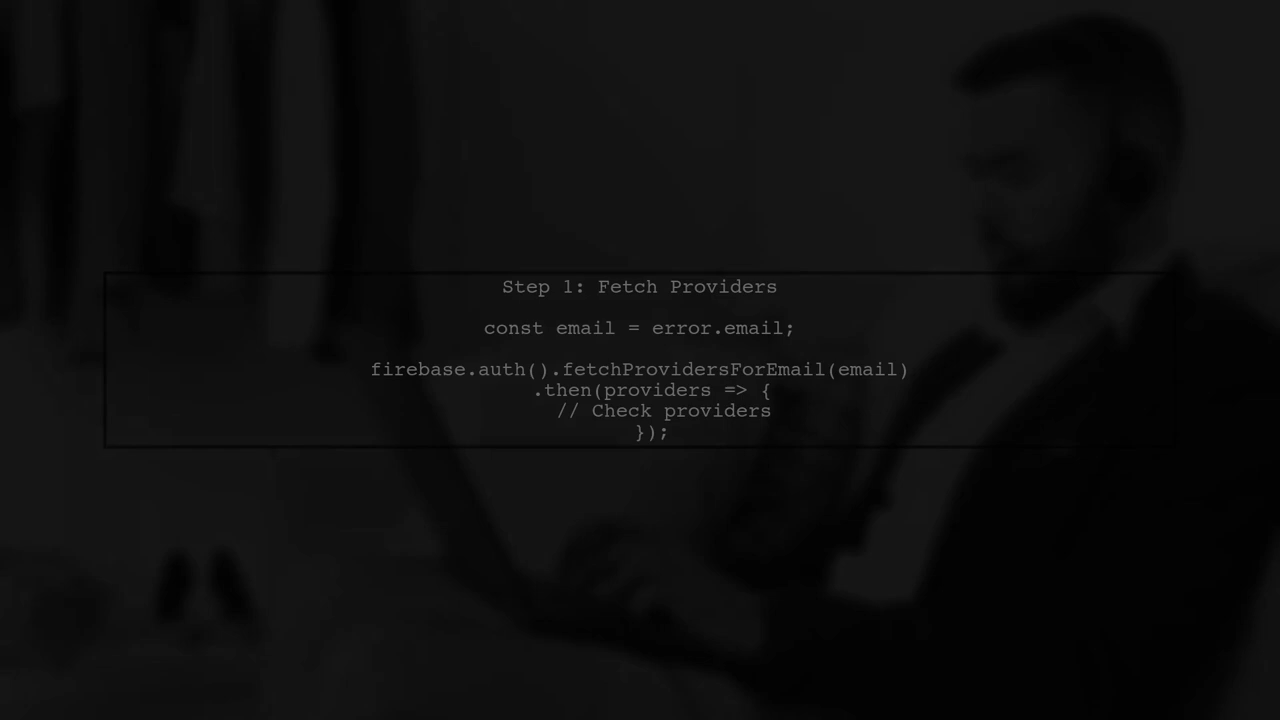 Step 1: Fetch Providers
const email = error.email;
firebase.auth().fetchProvidersForEmail(email)
.then(providers => {
// Check providers
});